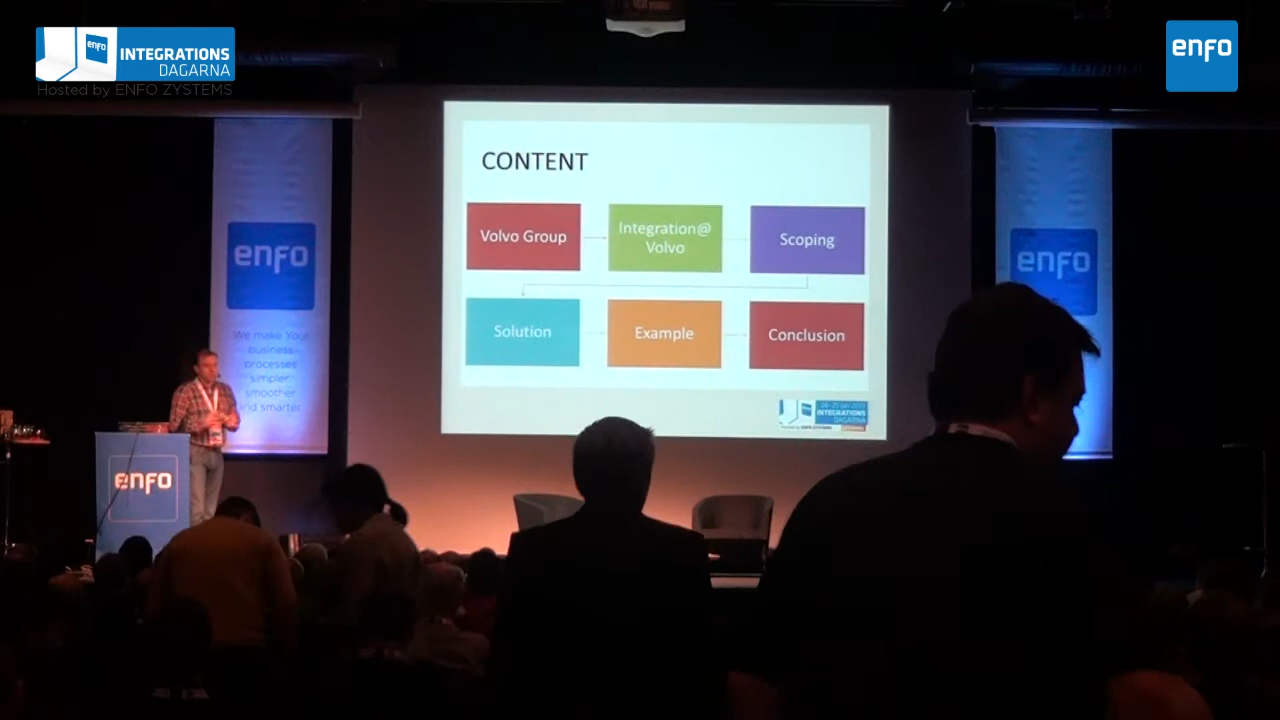 enfo
INTEGRATIONS
DAGARNA
Hosted by ENFO ZYSTEMS
enfo
CONTENT
Volvo Group
Integration@
Volvo
Scoping
Solution
Example
Conclusion
INTEGRATIONS
DAGARNA
enfo
We make Your
business
processes
simpler
smoother
and smarter
enfo
enfo